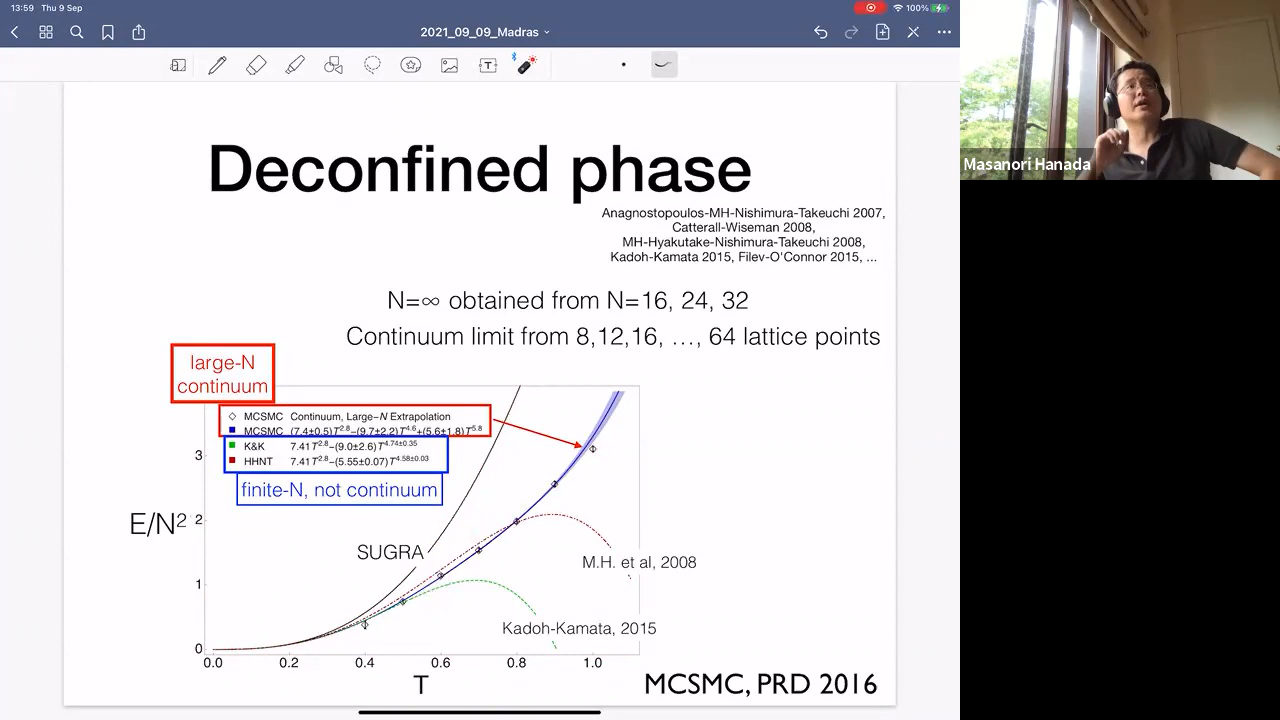 13:59 Thu 9 Sep
100%
2021_09_09_Madras
Deconfined phase
Anagnostopoulos-MH-Nishimura-Takeuchi 2007,
Catterall-Wiseman 2008,
MH-Hyakutake-Nishimura-Takeuchi 2008,
Kadoh-Kamata 2015, Filev-O'Connor 2015, ...
N=∞ obtained from N=16, 24, 32
Continuum limit from 8,12,16, …, 64 lattice points
large-N
continuum
MCSMC Continuum, Large-N Extrapolation
MCSMC (7.4±0.5)T^2.8−(9.7±2.2)T^4.6+(5.6±1.8)T^5.8
K&K 7.41T^2.8−(9.0±2.6)T^4.74±0.35
HHNT 7.41T^2.8−(5.55±0.07)T^4.58±0.03
finite-N, not continuum
E/N²
3
2
1
0
SUGRA
M.H. et al, 2008
Kadoh-Kamata, 2015
0.0 0.2 0.4 0.6 0.8 1.0
T
MCSMC, PRD 2016
Masanori Hanada